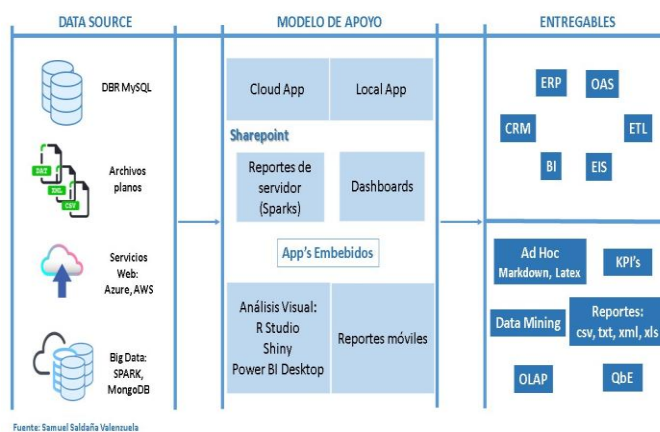 DATA SOURCE
MODELO DE APOYO
ENTREGABLES
DBR MySQL
DAT
XML
CSV
Archivos
planos
Servicios
Web:
Azure, AWS
Big Data:
SPARK,
MongoDB
Cloud App
Local App
Sharepoint
Reportes de
servidor
(Sparks)
Dashboards
App's Embebidos
Análisis Visual:
R Studio
Shiny
Power BI Desktop
Reportes móviles
ERP
OAS
CRM
ETL
BI
EIS
Ad Hoc
Markdown, Latex
KPI's
Data Mining
Reportes:
csv, txt, xml, xls
OLAP
QbE
Fuente: Samuel Saldaña Valenzuela